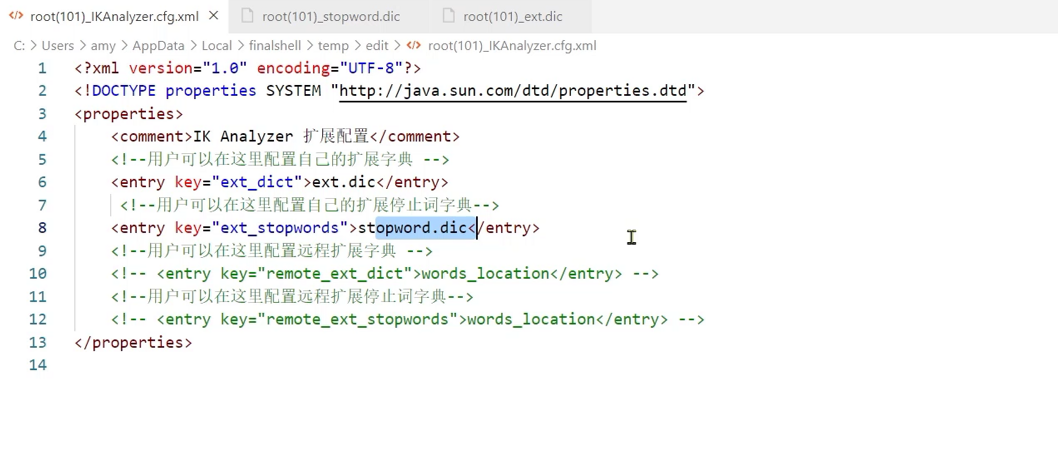 root(101)_IKAnalyzer.cfg.xml root(101)_stopword.dic root(101)_ext.dic
C: > Users > amy > AppData > Local > finalshell > temp > edit > root(101)_IKAnalyzer.cfg.xml
1 <?xml version="1.0" encoding="UTF-8"?>
2 <!DOCTYPE properties SYSTEM "http://java.sun.com/dtd/properties.dtd">
3 <properties>
4 <comment>IK Analyzer 扩展配置</comment>
5 <!--用户可以在这里配置自己的扩展字典 -->
6 <entry key="ext_dict">ext.dic</entry>
7 <!--用户可以在这里配置自己的扩展停止词字典-->
8 <entry key="ext_stopwords">stopword.dic</entry>
9 <!--用户可以在这里配置远程扩展字典 -->
10 <!-- <entry key="remote_ext_dict">words_location</entry> -->
11 <!--用户可以在这里配置远程扩展停止词字典-->
12 <!-- <entry key="remote_ext_stopwords">words_location</entry> -->
13 </properties>
14